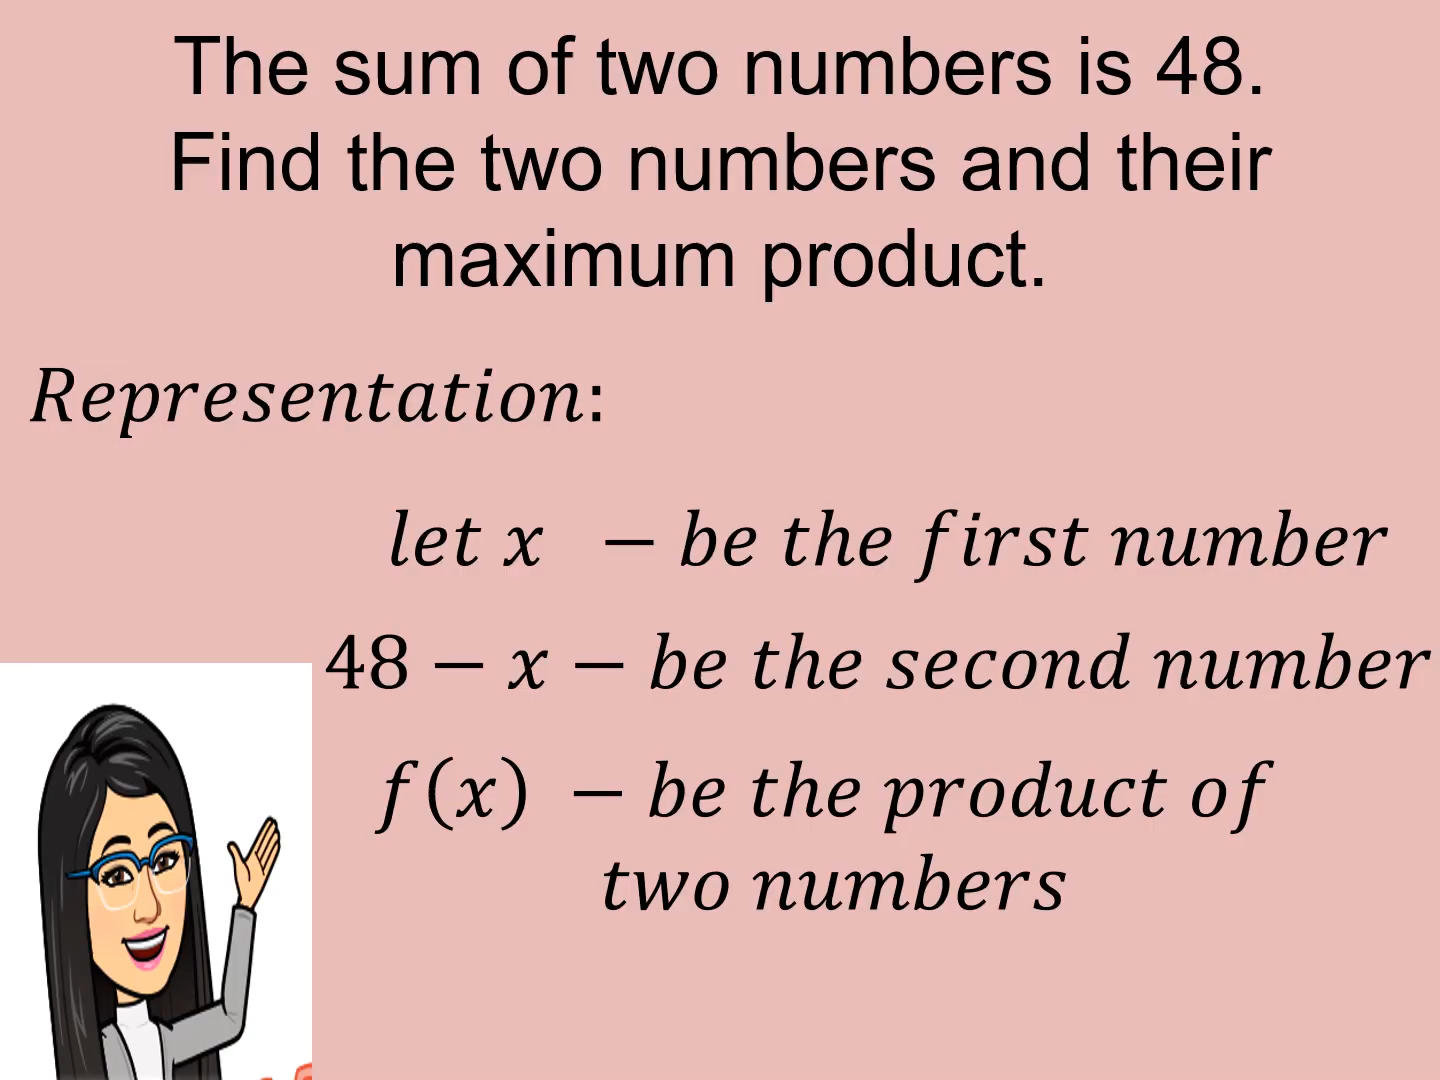 The sum of two numbers is 48.
Find the two numbers and their
maximum product.
Representation:
let x − be the first number
48 − x − be the second number
f(x) − be the product of
two numbers